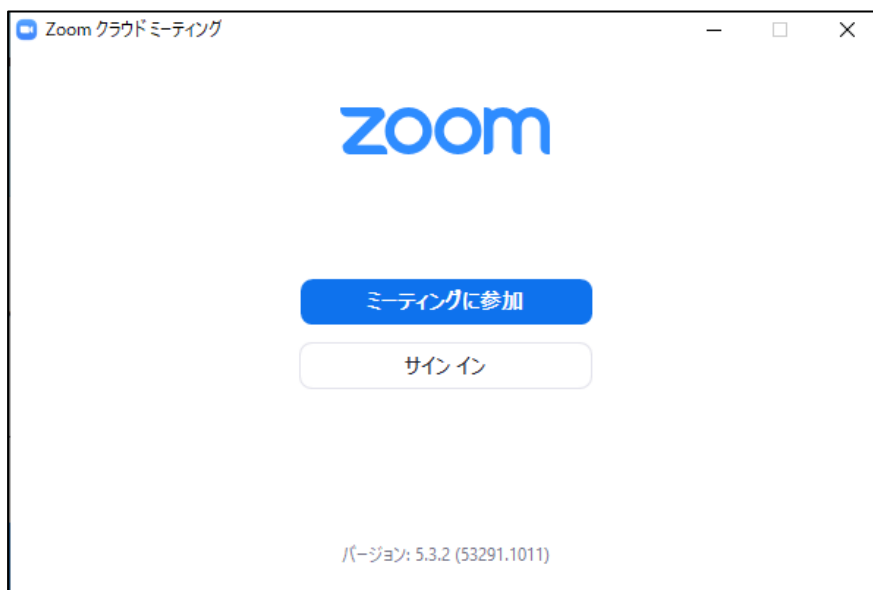 Zoom クラウド ミーティング
zoom
ミーティングに参加
サイン イン
バージョン: 5.3.2 (53291.1011)